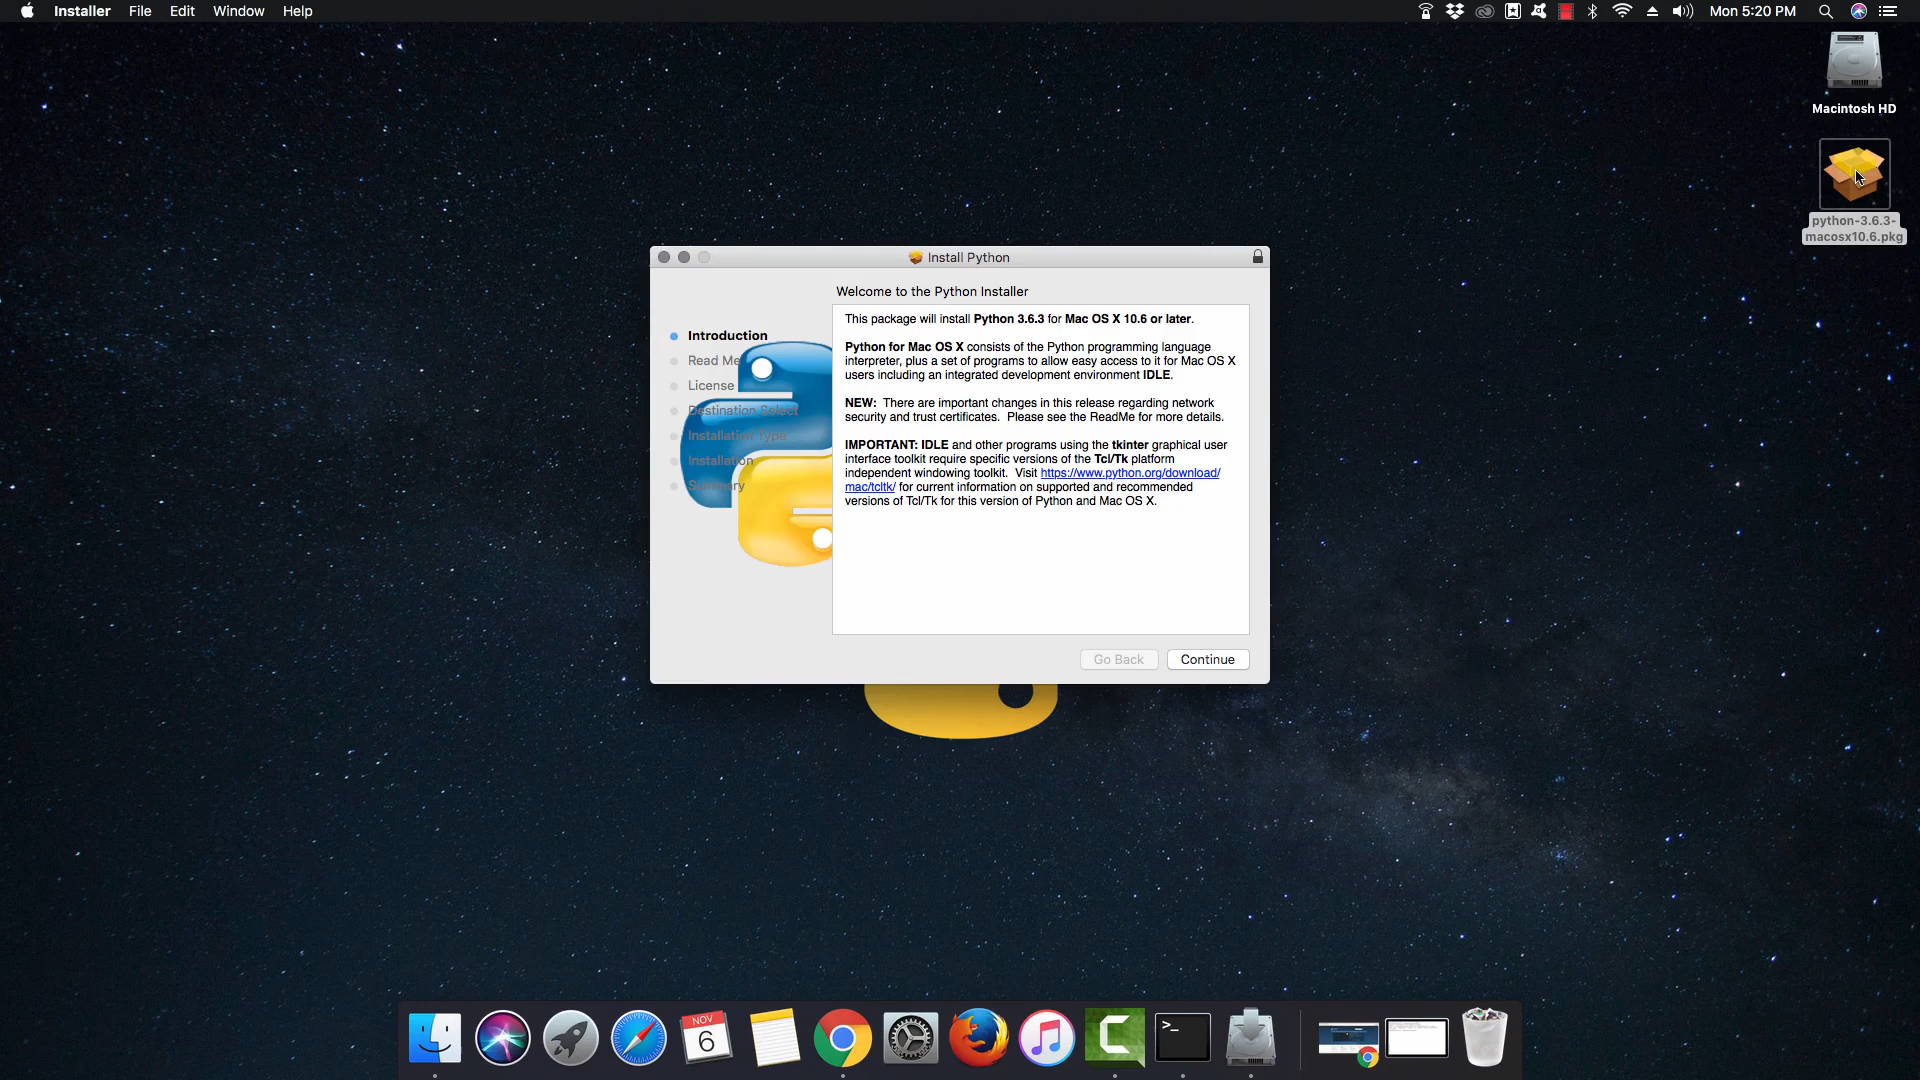 Installer File Edit Window Help
Mon 5:20 PM
Macintosh HD
python-3.6.3-
macosx10.6.pkg
Install Python
Welcome to the Python Installer
Introduction
Read Me
License
Destination Select
Installation Type
Installation
Summary
This package will install Python 3.6.3 for Mac OS X 10.6 or later.
Python for Mac OS X consists of the Python programming language
interpreter, plus a set of programs to allow easy access to it for Mac OS X
users including an integrated development environment IDLE.
NEW: There are important changes in this release regarding network
security and trust certificates. Please see the ReadMe for more details.
IMPORTANT: IDLE and other programs using the tkinter graphical user
interface toolkit require specific versions of the Tcl/Tk platform
independent windowing toolkit. Visit https://www.python.org/download/
mac/tcltk/ for current information on supported and recommended
versions of Tcl/Tk for this version of Python and Mac OS X.
Go Back Continue
NOV
6
>_